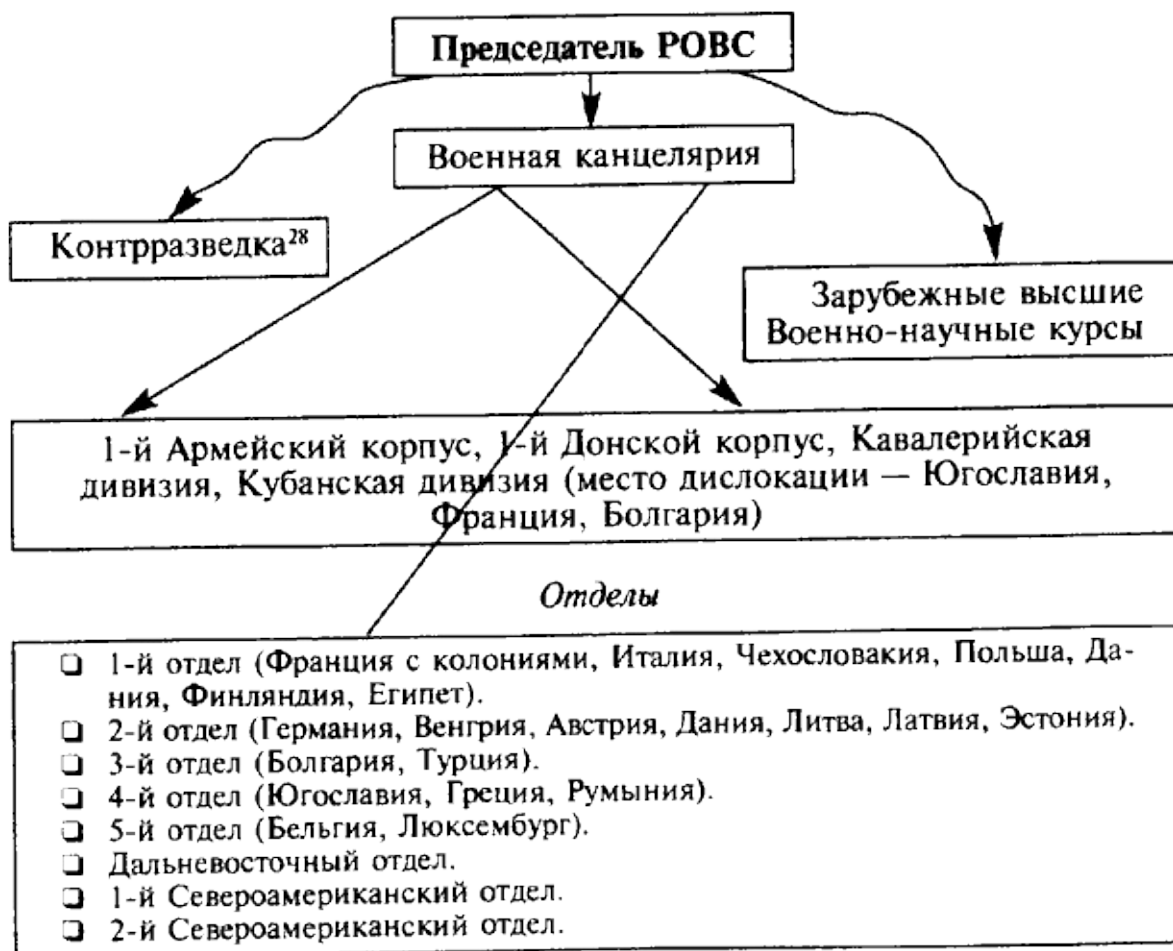 Председатель РОВС
Военная канцелярия
Контрразведка²⁸
Зарубежные высшие
Военно-научные курсы
1-й Армейский корпус, 1-й Донской корпус, Кавалерийская
дивизия, Кубанская дивизия (место дислокации — Югославия,
Франция, Болгария)
Отделы
❑ 1-й отдел (Франция с колониями, Италия, Чехословакия, Польша, Да-
ния, Финляндия, Египет).
❑ 2-й отдел (Германия, Венгрия, Австрия, Дания, Литва, Латвия, Эстония).
❑ 3-й отдел (Болгария, Турция).
❑ 4-й отдел (Югославия, Греция, Румыния).
❑ 5-й отдел (Бельгия, Люксембург).
❑ Дальневосточный отдел.
❑ 1-й Североамериканский отдел.
❑ 2-й Североамериканский отдел.